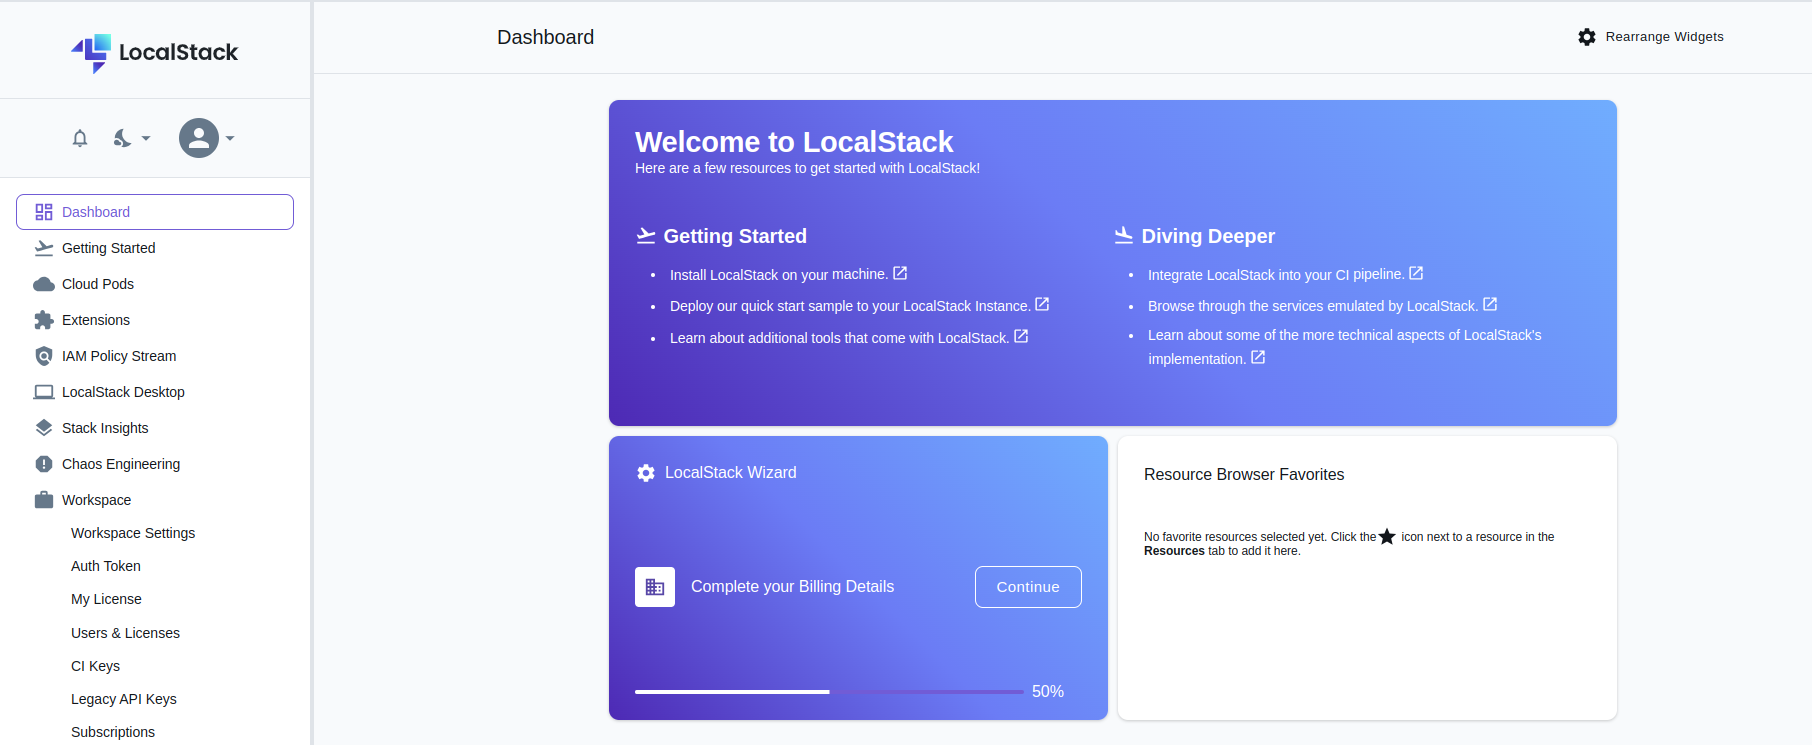 LocalStack
Dashboard
Getting Started
Cloud Pods
Extensions
IAM Policy Stream
LocalStack Desktop
Stack Insights
Chaos Engineering
Workspace
Workspace Settings
Auth Token
My License
Users & Licenses
CI Keys
Legacy API Keys
Subscriptions
Dashboard
Rearrange Widgets
Welcome to LocalStack
Here are a few resources to get started with LocalStack!
Getting Started
• Install LocalStack on your machine.
• Deploy our quick start sample to your LocalStack Instance.
• Learn about additional tools that come with LocalStack.
Diving Deeper
• Integrate LocalStack into your CI pipeline.
• Browse through the services emulated by LocalStack.
• Learn about some of the more technical aspects of LocalStack's
implementation.
LocalStack Wizard
Complete your Billing Details
Continue
50%
Resource Browser Favorites
No favorite resources selected yet. Click the ★ icon next to a resource in the
Resources tab to add it here.